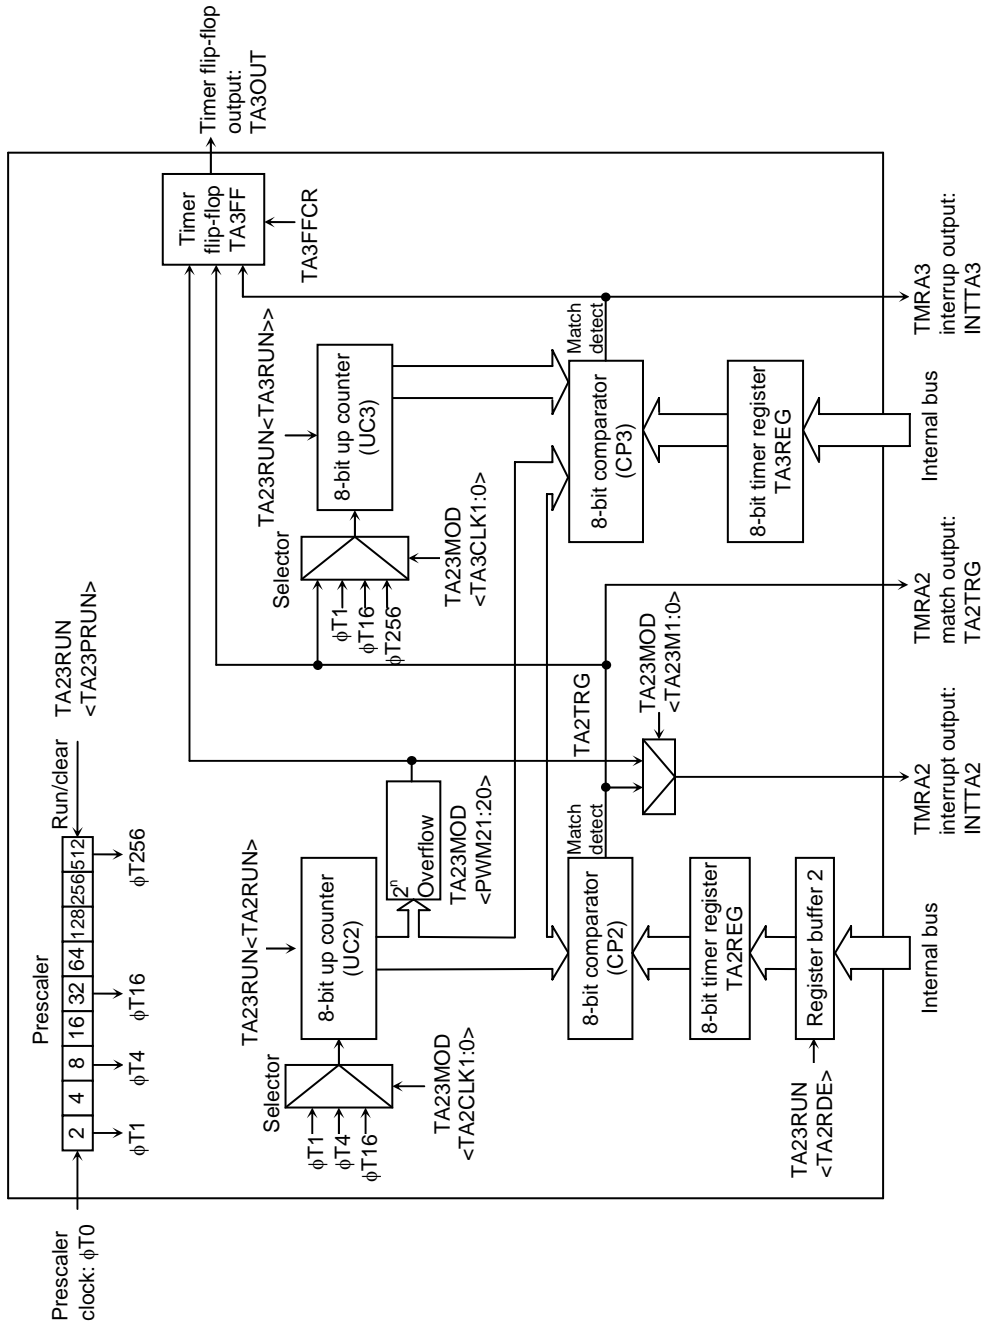 Prescaler
clock: ϕT0
Prescaler
2 4 8 16 32 64 128 256 512
Run/clear
TA23RUN
<TA23PRUN>
ϕT1
ϕT4
ϕT16
ϕT256
Timer
flip-flop
TA3FF
Timer flip-flop
output:
TA3OUT
TA3FFCR
TA23RUN<TA2RUN>
Selector
ϕT1
ϕT4
ϕT16
8-bit up counter
(UC2)
TA23MOD
<TA2CLK1:0>
2n
Overflow
TA23MOD
<PWM21:20>
TA23RUN<TA3RUN>>
Selector
ϕT1
ϕT16
ϕT256
8-bit up counter
(UC3)
TA23MOD
<TA3CLK1:0>
8-bit comparator
(CP2)
Match
detect
TA2TRG
8-bit comparator
(CP3)
Match
detect
TA23MOD
<TA23M1:0>
8-bit timer register
TA2REG
8-bit timer register
TA3REG
Register buffer 2
TA23RUN
<TA2RDE>
Internal bus
TMRA2
interrupt output:
INTTA2
TMRA2
match output:
TA2TRG
Internal bus
TMRA3
interrup output:
INTTA3